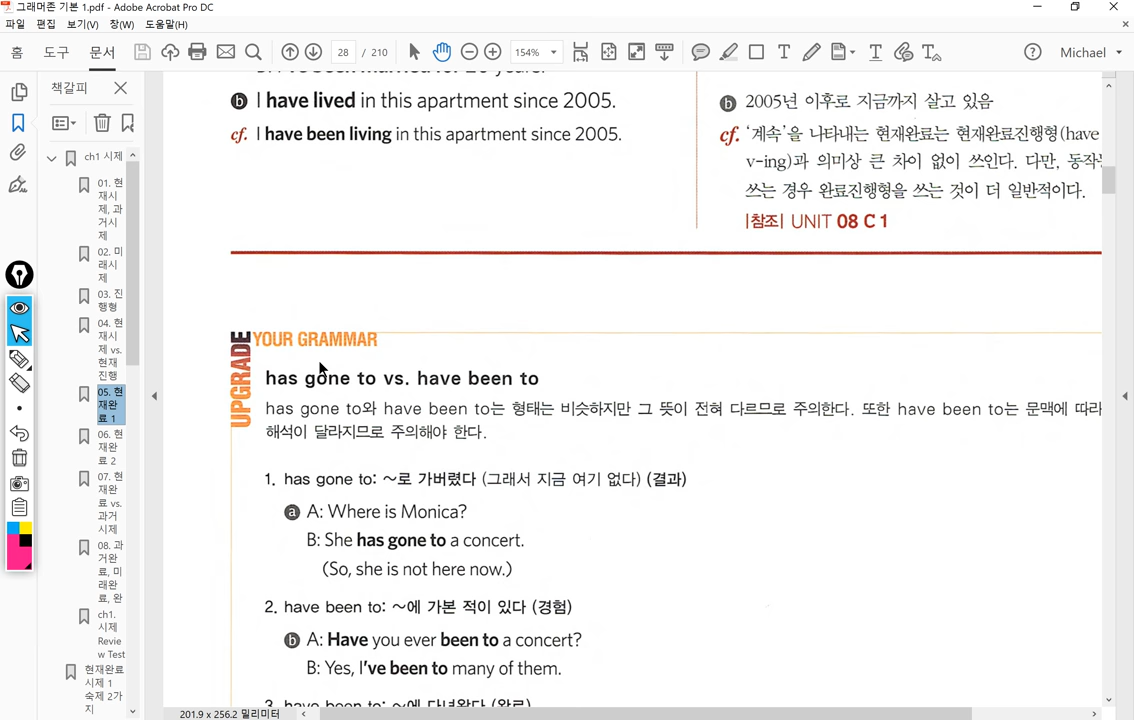 그래머존 기본 1.pdf - Adobe Acrobat Pro DC
파일 편집 보기(V) 창(W) 도움말(H)
홈 도구 문서 28 / 210 154% Michael
책갈피
ch1 시제
01. 현
재시
제, 과
거시
제
02. 미
래시
제
03. 진
행형
04. 현
재시
제 vs.
현재
진행
05. 현
재완
료 1
06. 현
재완
료 2
07. 현
재완
료 vs.
과거
시제
08. 과
거완
료, 미
래완
료, 완
ch1.
시제
Revie
w Test
현재완료
시제 1
숙제 2가
지
ⓑ I have lived in this apartment since 2005.
cf. I have been living in this apartment since 2005.
ⓑ 2005년 이후로 지금까지 살고 있음
cf. ‘계속’을 나타내는 현재완료는 현재완료진행형(have
v-ing)과 의미상 큰 차이 없이 쓰인다. 다만,
쓰는 경우 완료진행형을 쓰는 것이 더 일반적이다.
|참조| UNIT 08 C 1
UPGRADE YOUR GRAMMAR
has gone to vs. have been to
has gone to와 have been to는 형태는 비슷하지만 그 뜻이 전혀 다르므로 주의한다. 또한 have been to는 문맥에 따라
해석이 달라지므로 주의해야 한다.
1. has gone to: ～로 가버렸다 (그래서 지금 여기 없다) (결과)
ⓐ A: Where is Monica?
B: She has gone to a concert.
(So, she is not here now.)
2. have been to: ～에 가본 적이 있다 (경험)
ⓑ A: Have you ever been to a concert?
B: Yes, I've been to many of them.
3. have been to: ～에 다녀왔다 (완료)
201.9 x 256.2 밀리미터